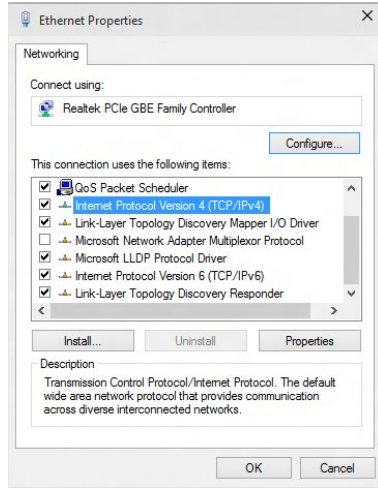 Ethernet Properties
Networking
Connect using:
Realtek PCIe GBE Family Controller
Configure...
This connection uses the following items:
QoS Packet Scheduler
Internet Protocol Version 4 (TCP/IPv4)
Link-Layer Topology Discovery Mapper I/O Driver
Microsoft Network Adapter Multiplexor Protocol
Microsoft LLDP Protocol Driver
Internet Protocol Version 6 (TCP/IPv6)
Link-Layer Topology Discovery Responder
Install... Uninstall Properties
Description
Transmission Control Protocol/Internet Protocol. The default
wide area network protocol that provides communication
across diverse interconnected networks.
OK Cancel